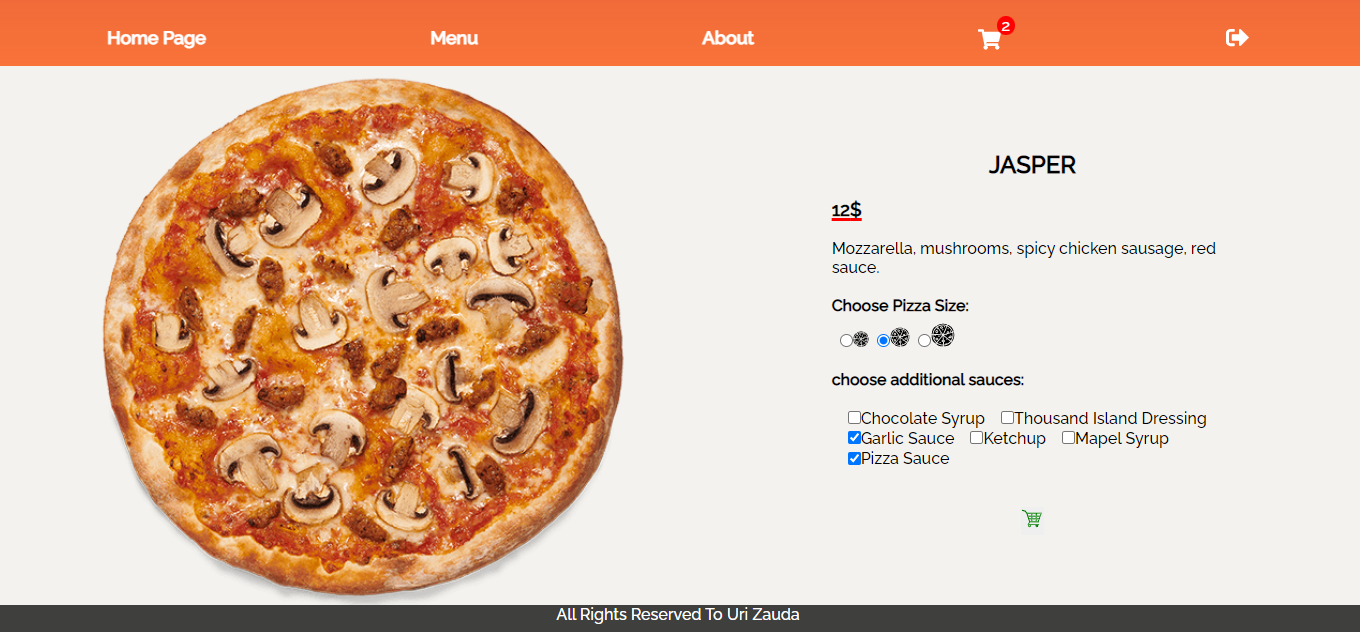 Home Page Menu About 2
JASPER
12$
Mozzarella, mushrooms, spicy chicken sausage, red
sauce.
Choose Pizza Size:
choose additional sauces:
Chocolate Syrup Thousand Island Dressing
Garlic Sauce Ketchup Mapel Syrup
Pizza Sauce
All Rights Reserved To Uri Zauda